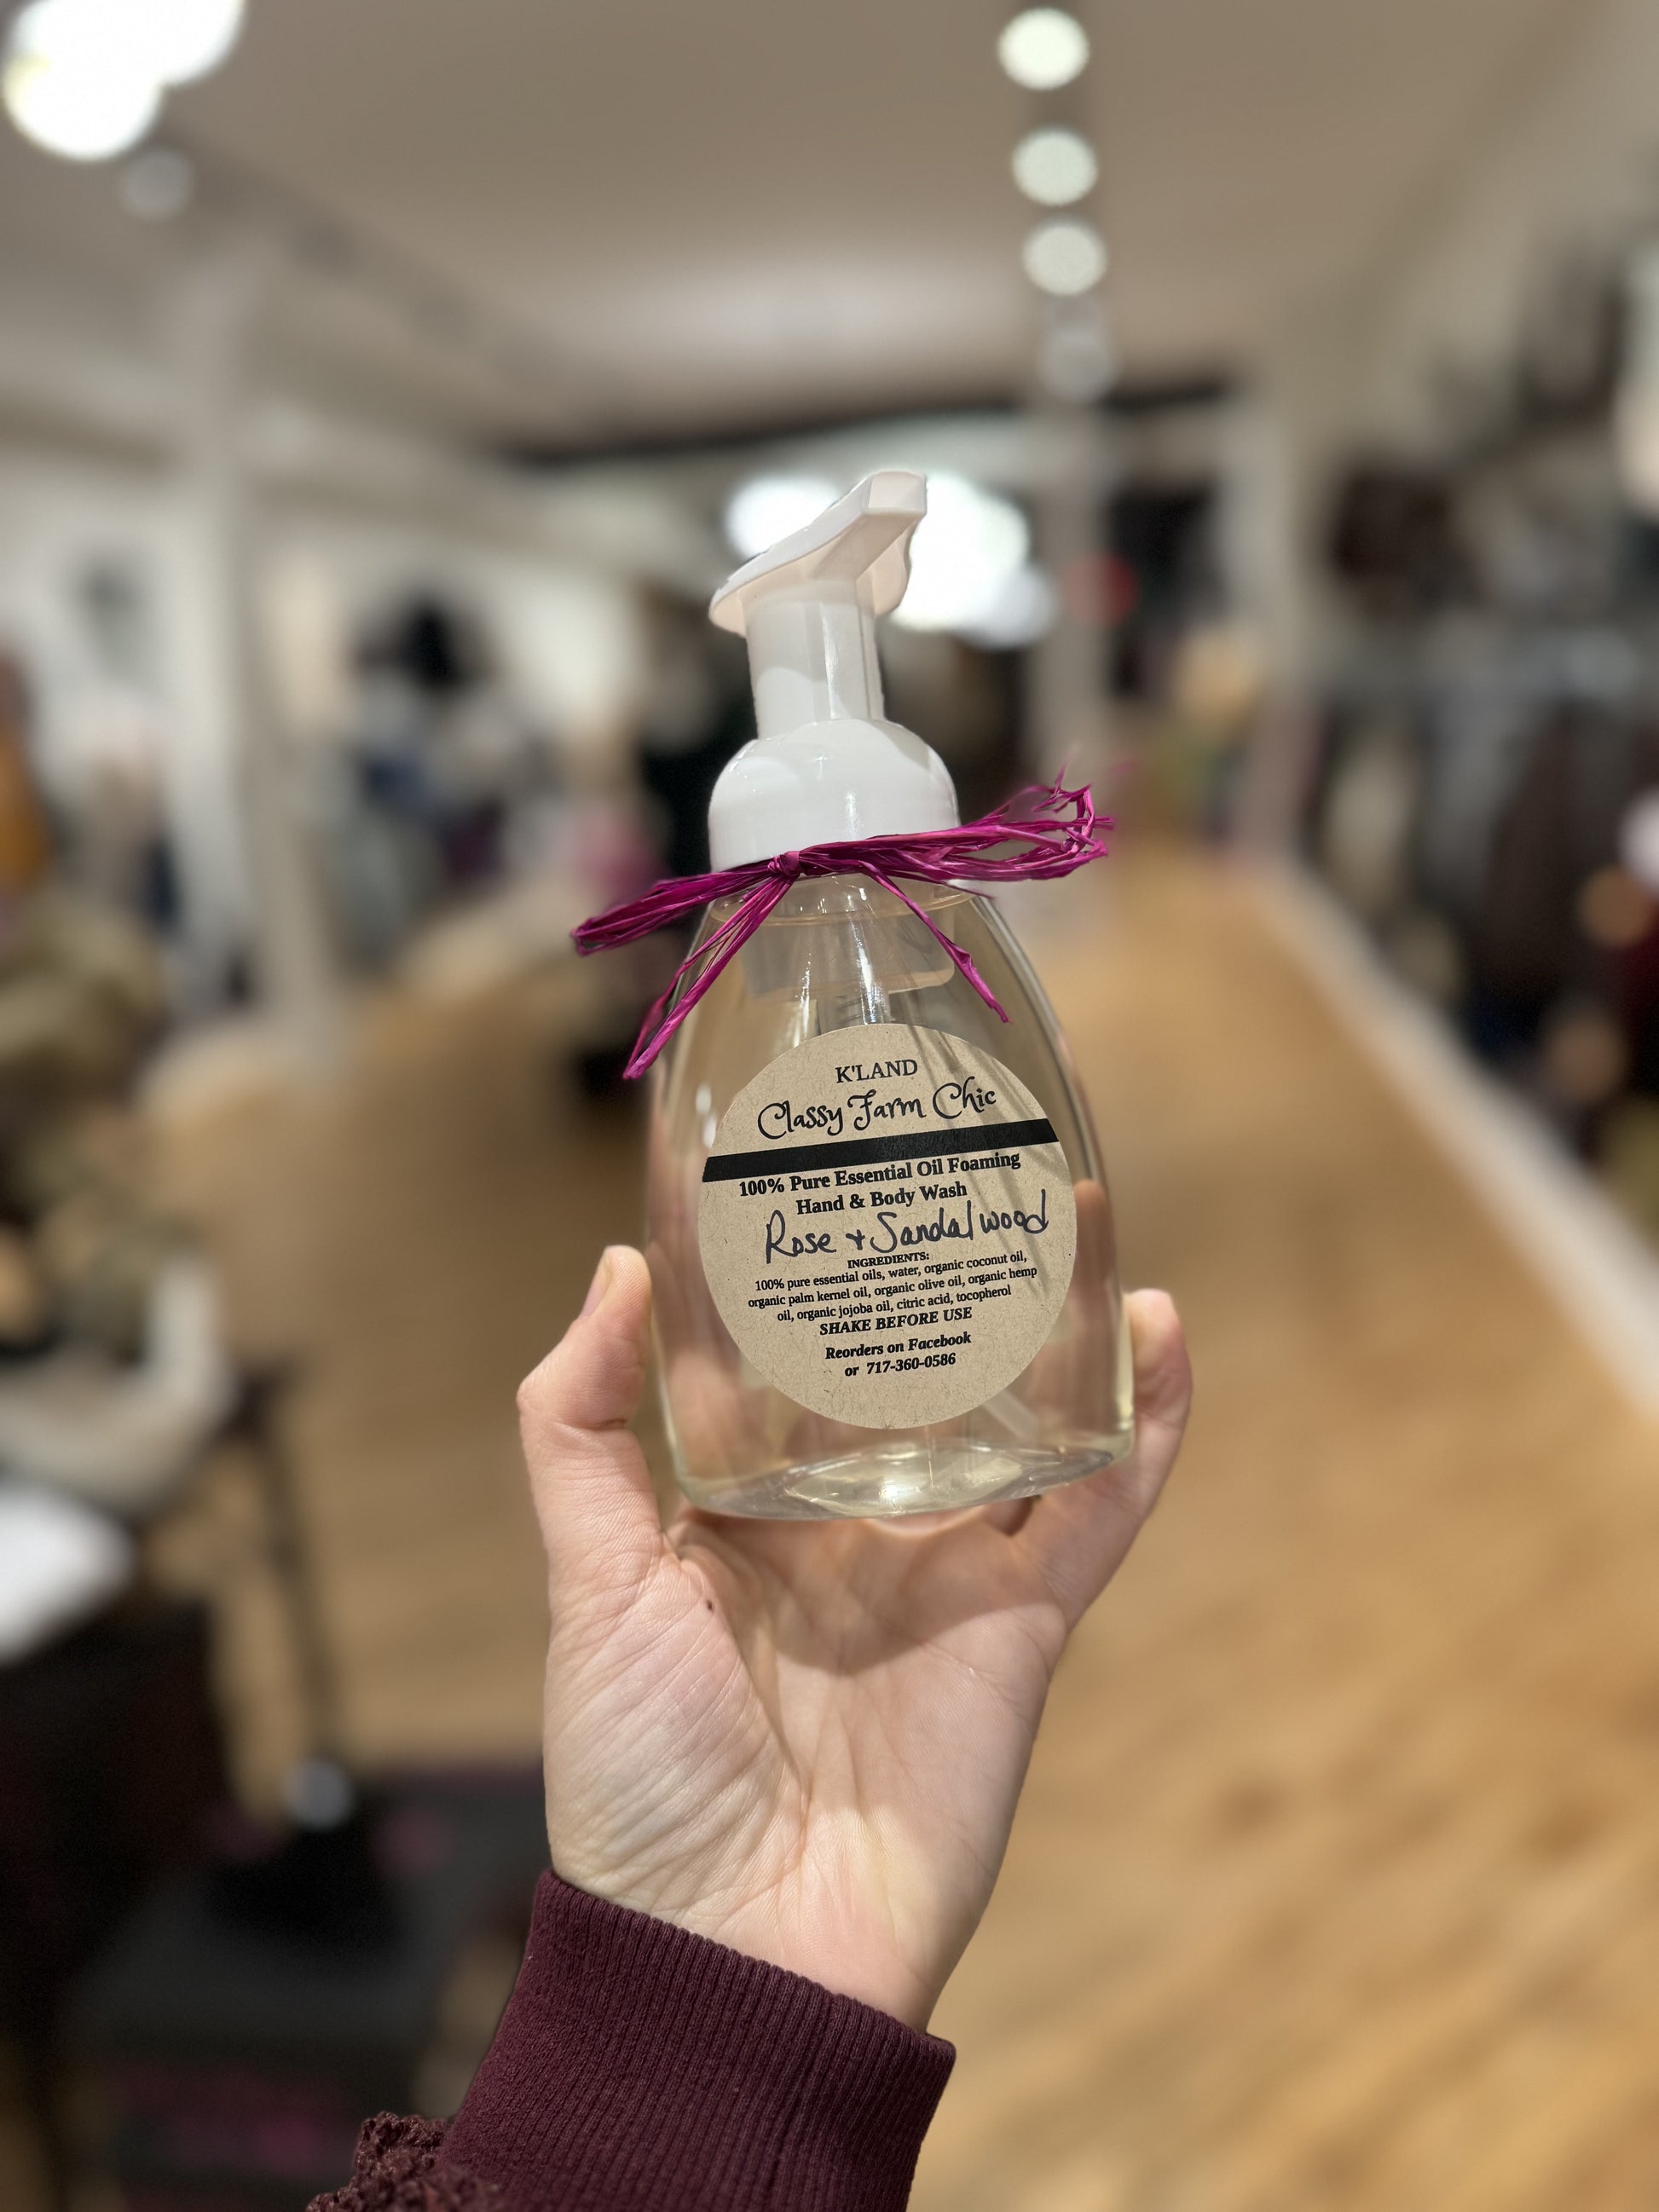 K'LAND
Classy Farm Chic
100% Pure Essential Oil Foaming
Hand & Body Wash
Rose + Sandalwood
INGREDIENTS:
100% pure essential oils, water, organic coconut oil,
organic palm kernel oil, organic olive oil, organic hemp
oil, organic jojoba oil, citric acid, tocopherol
SHAKE BEFORE USE
Reorders on Facebook
or 717-360-0586